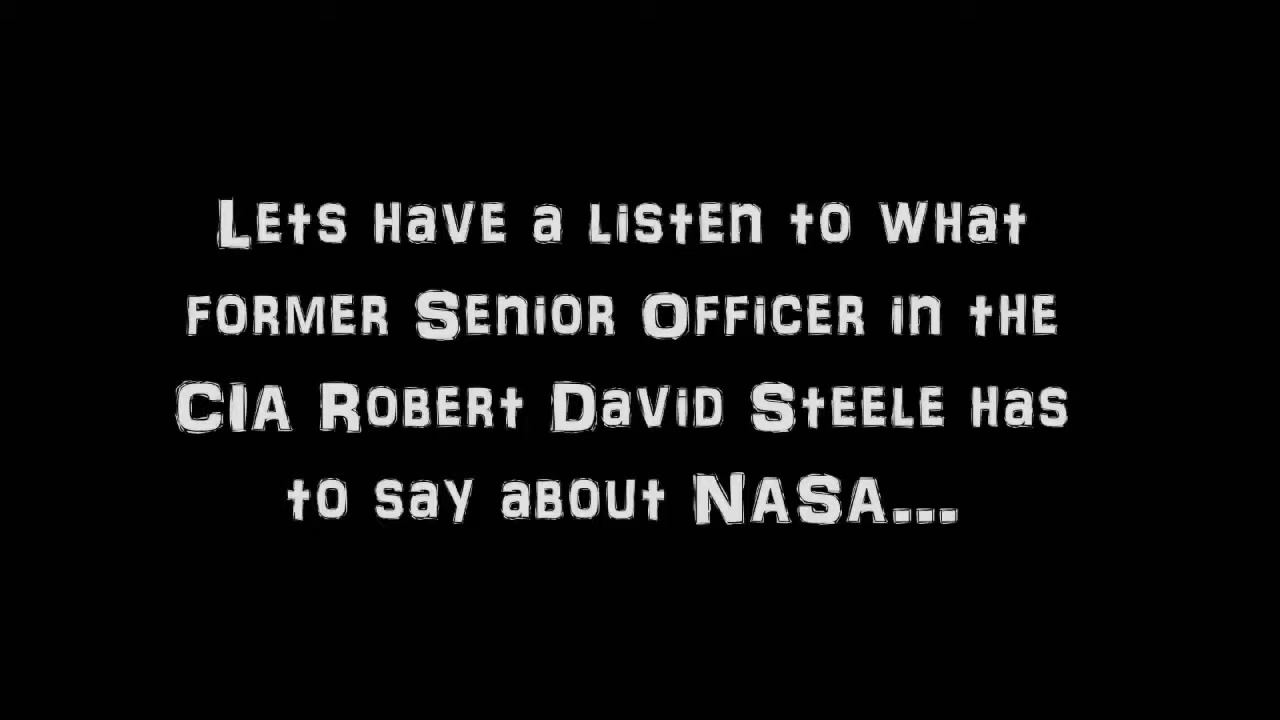 Lets have a listen to what
former Senior Officer in the
CIA Robert David Steele has
to say about NASA...